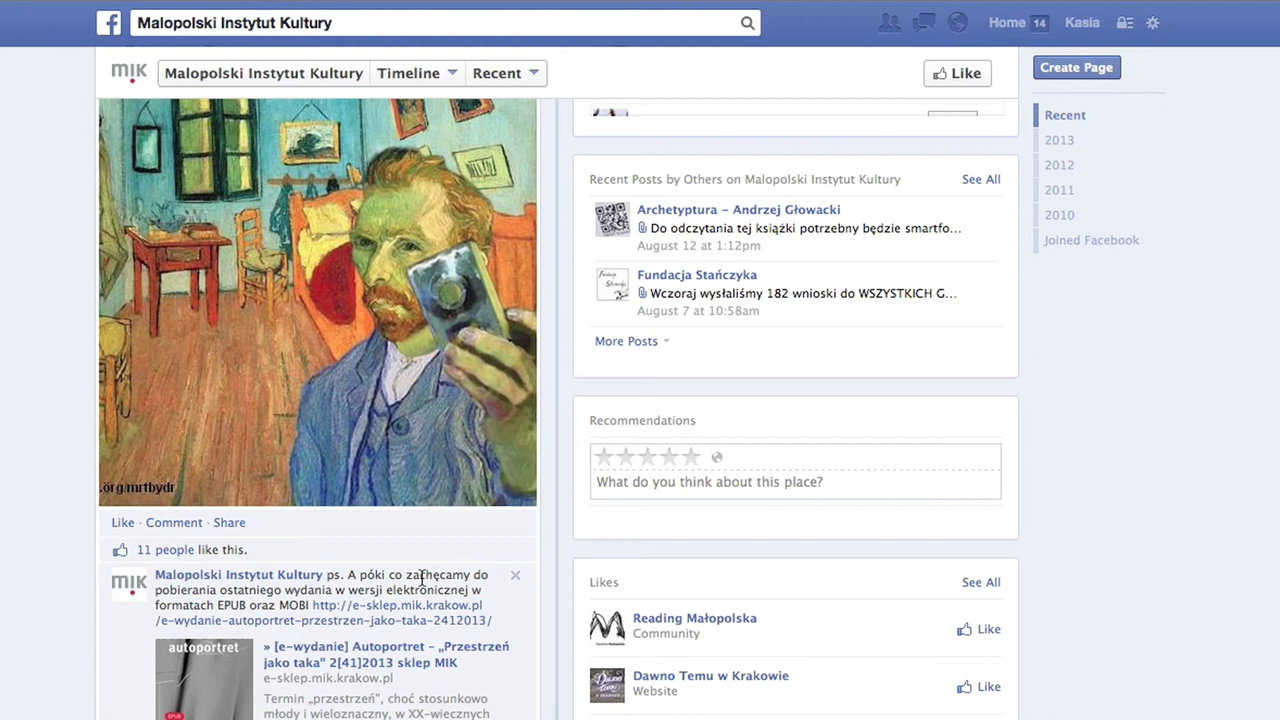 Malopolski Instytut Kultury
Home 14
Kasia
mik
Malopolski Instytut Kultury
Timeline
Recent
Like
Create Page
Recent
2013
2012
2011
2010
Joined Facebook
.org/mrtbydr
Like · Comment · Share
11 people like this.
mik
Malopolski Instytut Kultury ps. A póki co zachęcamy do
pobierania ostatniego wydania w wersji elektronicznej w
formatach EPUB oraz MOBI http://e-sklep.mik.krakow.pl
/e-wydanie-autoportret-przestrzen-jako-taka-2412013/
autoportret
EPUB
» [e-wydanie] Autoportret – „Przestrzeń
jako taka” 2[41]2013 sklep MIK
e-sklep.mik.krakow.pl
Termin „przestrzeń”, choć stosunkowo
młody i wieloznaczny, w XX-wiecznych
Recent Posts by Others on Malopolski Instytut Kultury
See All
Archetyptura – Andrzej Głowacki
Do odczytania tej książki potrzebny będzie smartfo...
August 12 at 1:12pm
Fundacja Stańczyka
Wczoraj wysłaliśmy 182 wnioski do WSZYSTKICH G...
August 7 at 10:58am
More Posts
Recommendations
What do you think about this place?
Likes
See All
Reading Małopolska
Community
Like
Dawno Temu w Krakowie
Website
Like